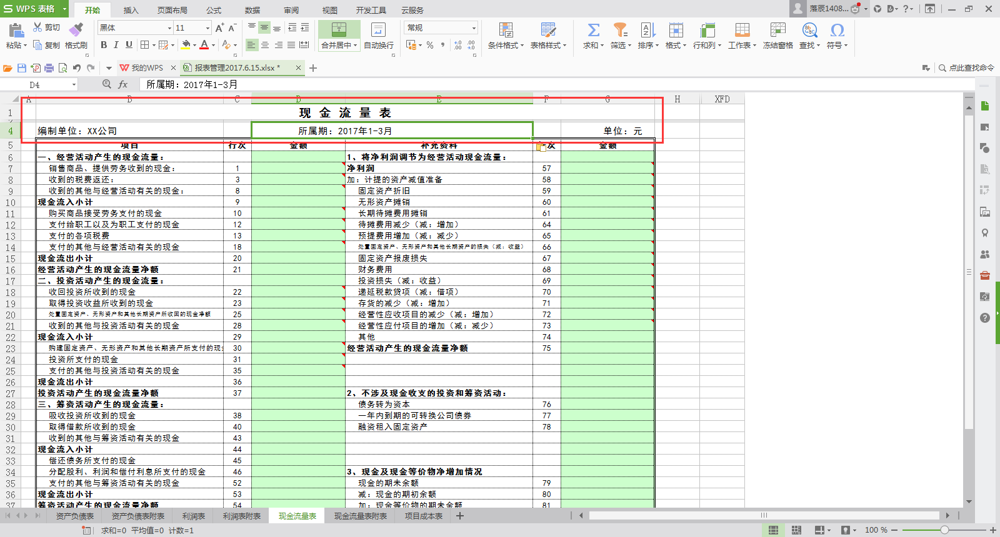 S WPS 表格 开始 插入 页面布局 公式 数据 审阅 视图 开发工具 云服务 落辰1408...
粘贴 剪切 复制 格式刷 黑体 11 B I U A 合并居中 自动换行 常规 % 条件格式 表格样式 求和 筛选 排序 格式 行和列 工作表 冻结窗格 查找 符号
我的WPS 报表管理2017.6.15.xlsx * 点此查找命令
D4 fx 所属期: 2017年1-3月
A B C D E F G H XFD
1 现 金 流 量 表
4 编制单位: XX公司 所属期: 2017年1-3月 单位: 元
5 项目 行次 金额 补充资料 次 金额
6 一、经营活动产生的现金流量: 1、将净利润调节为经营活动现金流量:
7 销售商品、提供劳务收到的现金: 1 净利润 57
8 收到的税费返还: 3 加: 计提的资产减值准备 58
9 收到的其他与经营活动有关的现金: 8 固定资产折旧 59
10 现金流入小计 9 无形资产摊销 60
11 购买商品接受劳务支付的现金 10 长期待摊费用摊销 61
12 支付给职工以及为职工支付的现金 12 待摊费用减少（减: 增加） 64
13 支付的各项税费 13 预提费用增加（减: 减少） 65
14 支付的其他与经营活动有关的现金 18 处置固定资产、无形资产和其他长期资产的损失（减: 收益） 66
15 现金流出小计 20 固定资产报废损失 67
16 经营活动产生的现金流量净额 21 财务费用 68
17 二、投资活动产生的现金流量: 投资损失（减: 收益） 69
18 收回投资所收到的现金 22 递延税款贷项（减: 借项） 70
19 取得投资收益所收到的现金 23 存货的减少（减: 增加） 71
20 处置固定资产、无形资产和其他长期资产所收回的现金净额 25 经营性应收项目的减少（减: 增加） 72
21 收到的其他与投资活动有关的现金 28 经营性应付项目的增加（减: 减少） 73
22 现金流入小计 29 其他 74
23 购建固定资产、无形资产和其他长期资产所支付的现金 30 经营活动产生的现金流量净额 75
24 投资所支付的现金 31
25 支付的其他与投资活动有关的现金 35
26 现金流出小计 36
27 投资活动产生的现金流量净额 37 2、不涉及现金收支的投资和筹资活动:
28 三、筹资活动产生的现金流量: 债务转为资本 76
29 吸收投资所收到的现金 38 一年内到期的可转换公司债券 77
30 取得借款所收到的现金 40 融资租入固定资产 78
31 收到的其他与筹资活动有关的现金 43
32 现金流入小计 44
33 偿还债务所支付的现金 45
34 分配股利、利润和偿付利息所支付的现金 46 3、现金及现金等价物净增加情况
35 支付的其他与筹资活动有关的现金 52 现金的期未余额 79
36 现金流出小计 53 减: 现金的期初余额 80
37 筹资活动产生的现金流量净额 54 加: 现金等价物的期未金额 81
资产负债表 资产负债表附表 利润表 利润表附表 现金流量表 现金流量表附表 项目成本表
求和=0 平均值=0 计数=1 100 %